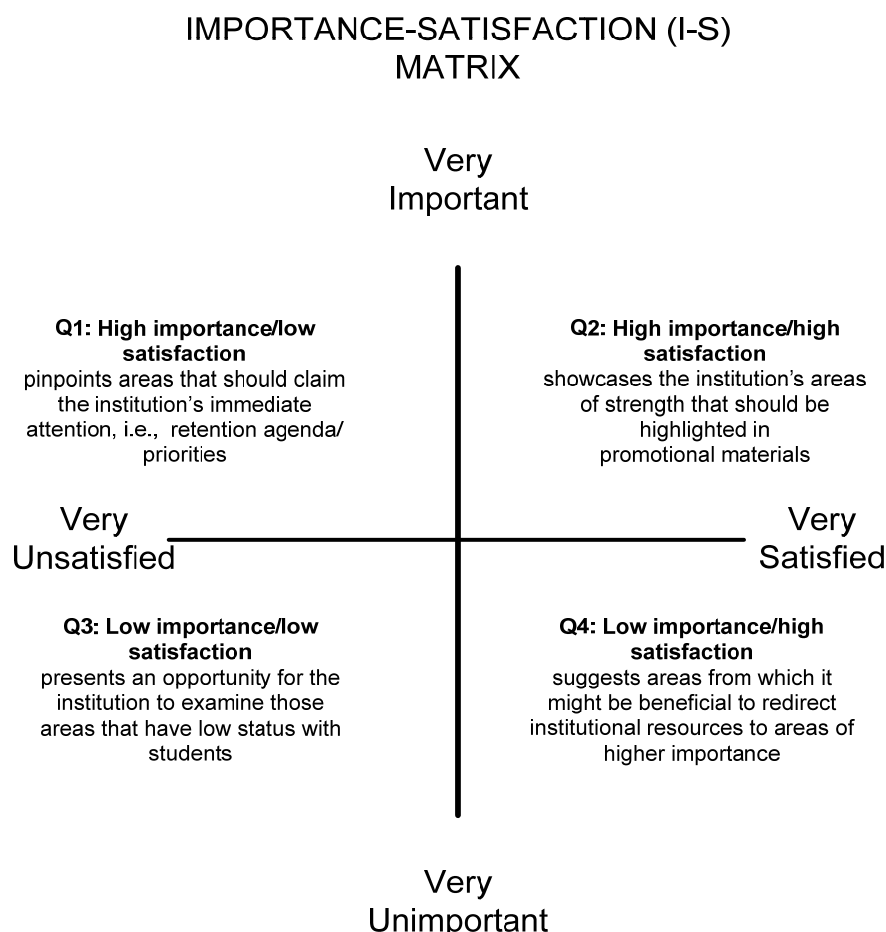 IMPORTANCE-SATISFACTION (I-S)
MATRIX
Very
Important
Q1: High importance/low
satisfaction
pinpoints areas that should claim
the institution's immediate
attention, i.e., retention agenda/
priorities
Q2: High importance/high
satisfaction
showcases the institution's areas
of strength that should be
highlighted in
promotional materials
Very
Unsatisfied
Very
Satisfied
Q3: Low importance/low
satisfaction
presents an opportunity for the
institution to examine those
areas that have low status with
students
Q4: Low importance/high
satisfaction
suggests areas from which it
might be beneficial to redirect
institutional resources to areas of
higher importance
Very
Unimportant